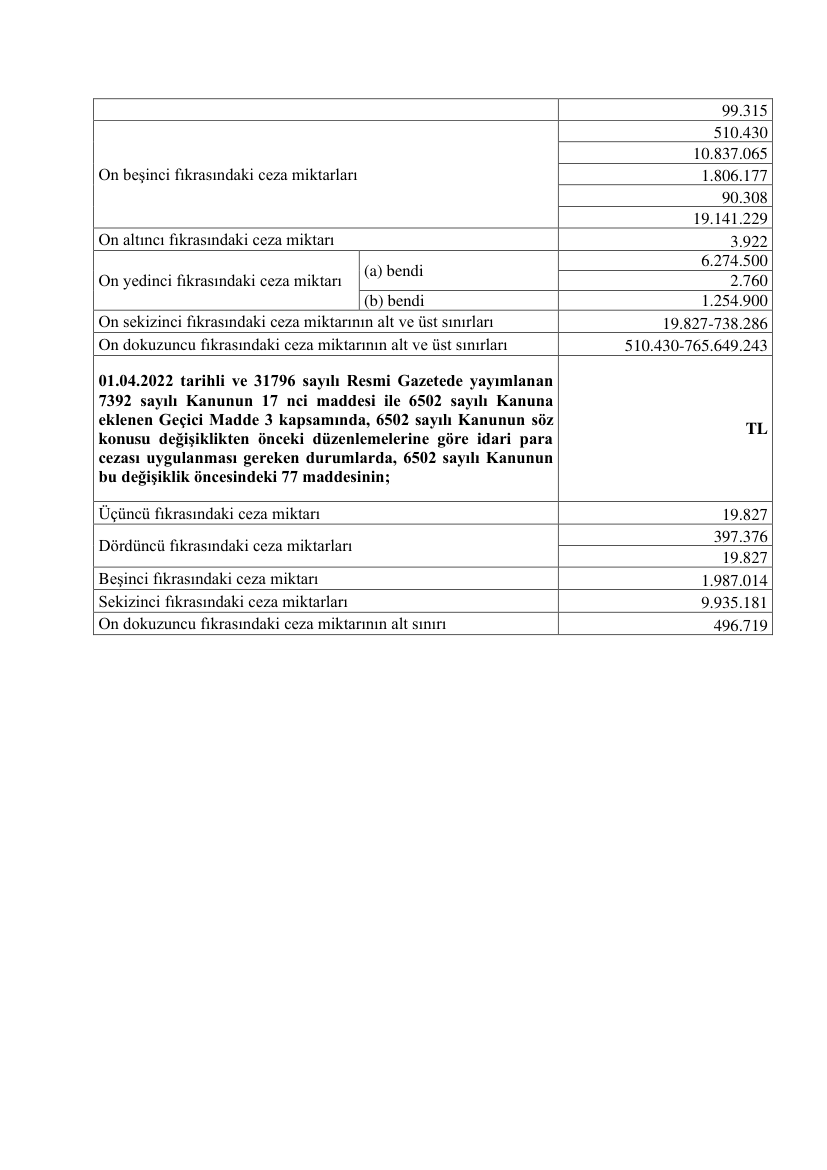 99.315
On beşinci fıkrasındaki ceza miktarları
510.430
10.837.065
1.806.177
90.308
19.141.229
On altıncı fıkrasındaki ceza miktarı 3.922
On yedinci fıkrasındaki ceza miktarı
(a) bendi
6.274.500
2.760
(b) bendi 1.254.900
On sekizinci fıkrasındaki ceza miktarının alt ve üst sınırları 19.827-738.286
On dokuzuncu fıkrasındaki ceza miktarının alt ve üst sınırları 510.430-765.649.243
01.04.2022 tarihli ve 31796 sayılı Resmi Gazetede yayımlanan
7392 sayılı Kanunun 17 nci maddesi ile 6502 sayılı Kanuna
eklenen Geçici Madde 3 kapsamında, 6502 sayılı Kanunun söz
konusu değişiklikten önceki düzenlemelerine göre idari para
cezası uygulanması gereken durumlarda, 6502 sayılı Kanunun
bu değişiklik öncesindeki 77 maddesinin;
TL
Üçüncü fıkrasındaki ceza miktarı 19.827
Dördüncü fıkrasındaki ceza miktarları
397.376
19.827
Beşinci fıkrasındaki ceza miktarı 1.987.014
Sekizinci fıkrasındaki ceza miktarları 9.935.181
On dokuzuncu fıkrasındaki ceza miktarının alt sınırı 496.719